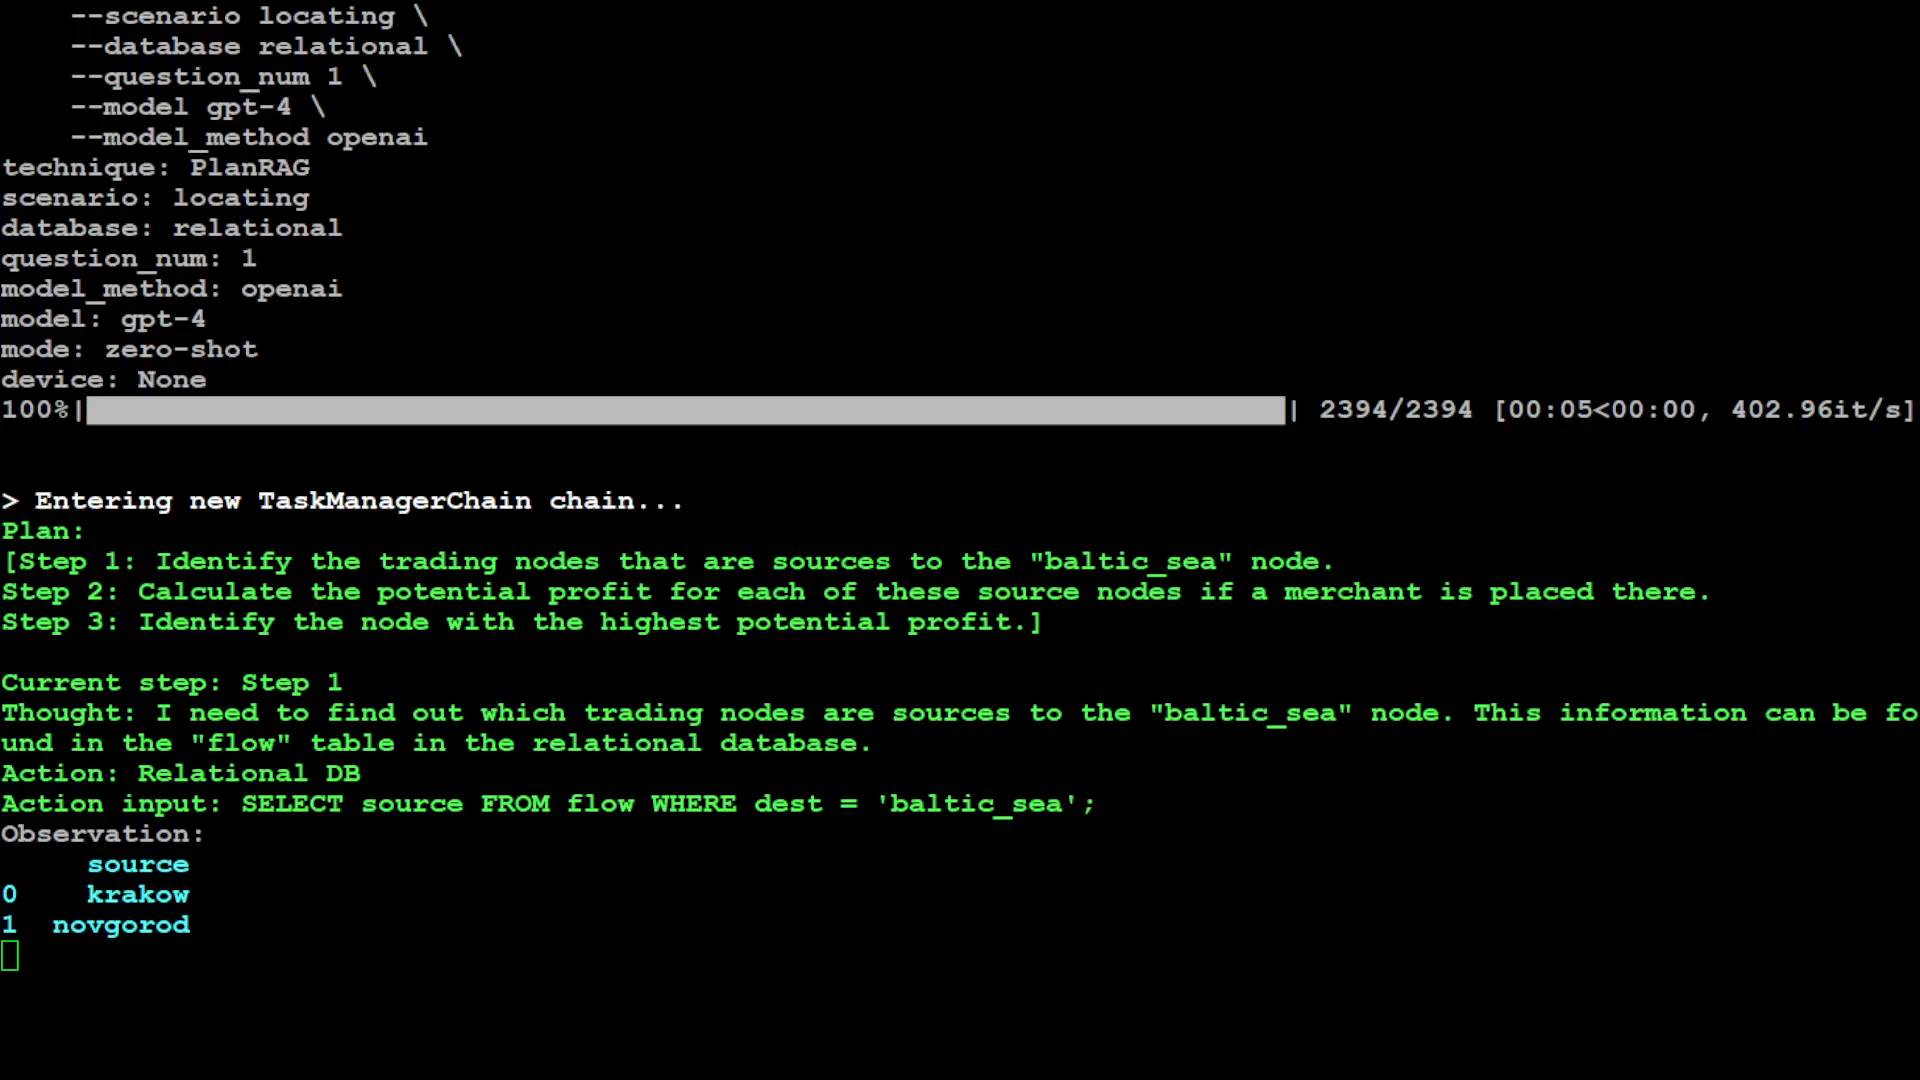 --scenario locating \
--database relational \
--question_num 1 \
--model gpt-4 \
--model_method openai
technique: PlanRAG
scenario: locating
database: relational
question_num: 1
model_method: openai
model: gpt-4
mode: zero-shot
device: None
100%| | 2394/2394 [00:05<00:00, 402.96it/s]
> Entering new TaskManagerChain chain...
Plan:
[Step 1: Identify the trading nodes that are sources to the "baltic_sea" node.
Step 2: Calculate the potential profit for each of these source nodes if a merchant is placed there.
Step 3: Identify the node with the highest potential profit.]
Current step: Step 1
Thought: I need to find out which trading nodes are sources to the "baltic_sea" node. This information can be fo
und in the "flow" table in the relational database.
Action: Relational DB
Action input: SELECT source FROM flow WHERE dest = 'baltic_sea';
Observation:
source
0 krakow
1 novgorod